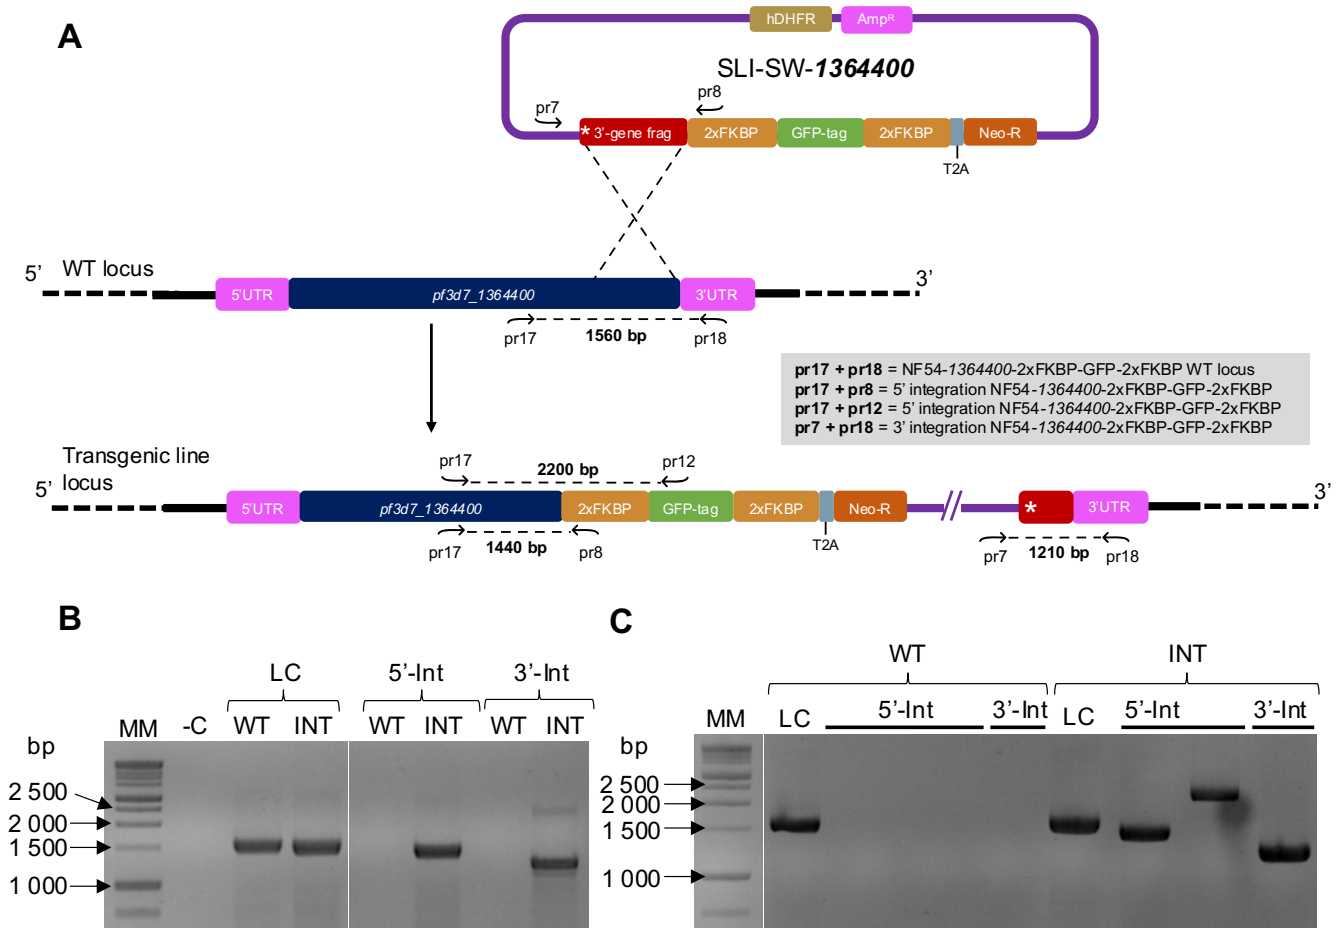 A
hDHFR
Ampᴿ
SLI-SW-1364400
pr7
pr8
* 3'-gene frag
2xFKBP
GFP-tag
2xFKBP
Neo-R
T2A
5'
WT locus
3'
5'UTR
pf3d7_1364400
3'UTR
pr17
1560 bp
pr18
pr17 + pr18 = NF54-1364400-2xFKBP-GFP-2xFKBP WT locus
pr17 + pr8 = 5' integration NF54-1364400-2xFKBP-GFP-2xFKBP
pr17 + pr12 = 5' integration NF54-1364400-2xFKBP-GFP-2xFKBP
pr7 + pr18 = 3' integration NF54-1364400-2xFKBP-GFP-2xFKBP
Transgenic line
locus
pr17
2200 bp
pr12
5'
3'
5'UTR
pf3d7_1364400
2xFKBP
GFP-tag
2xFKBP
Neo-R
*
3'UTR
pr17
1440 bp
pr8
T2A
pr7
1210 bp
pr18
B
LC
5'-Int
3'-Int
MM
-C
WT
INT
WT
INT
WT
INT
bp
2 500
2 000
1 500
1 000
C
WT
INT
MM
LC
5'-Int
3'-Int
LC
5'-Int
3'-Int
bp
2 500
2 000
1 500
1 000